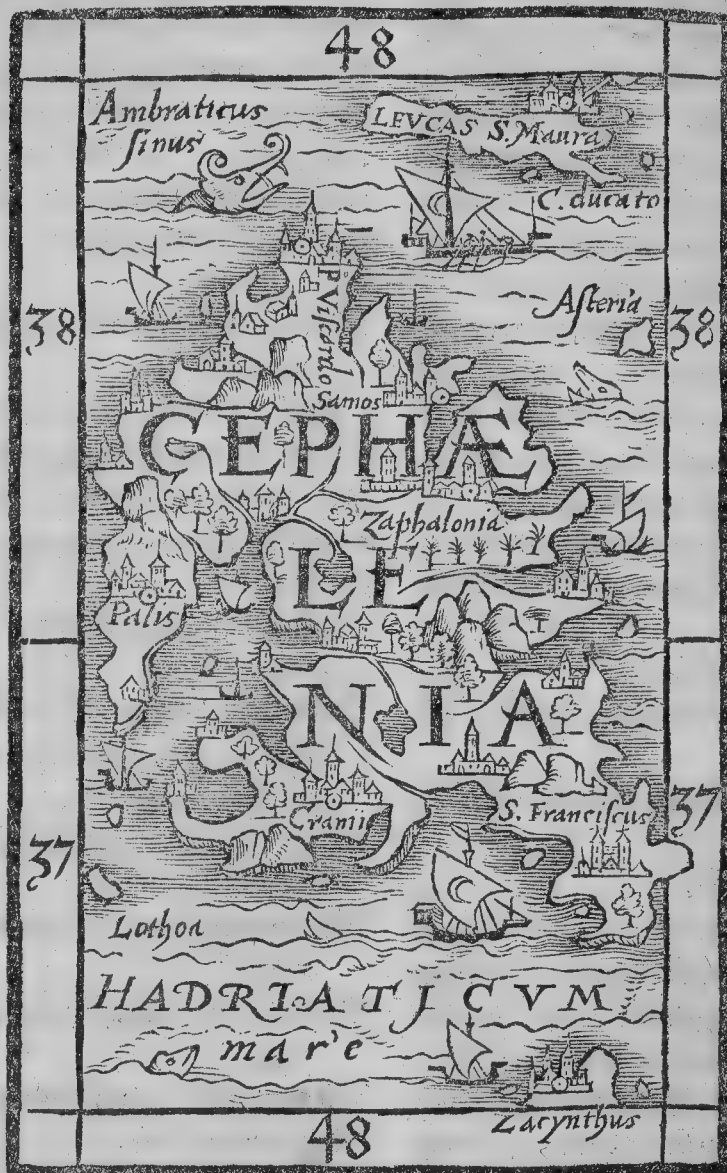 48
Ambraticus
sinus
LEVCAS S. Maura
C. ducato
38
P Viscordo
Asteria
38
Samos
CEPHÆ
Zaphalonia
LE
Palis
NIA
Cranii
S. Franciscus
37
37
Lothoa
HADRIATICVM
mare
Zacynthus
48